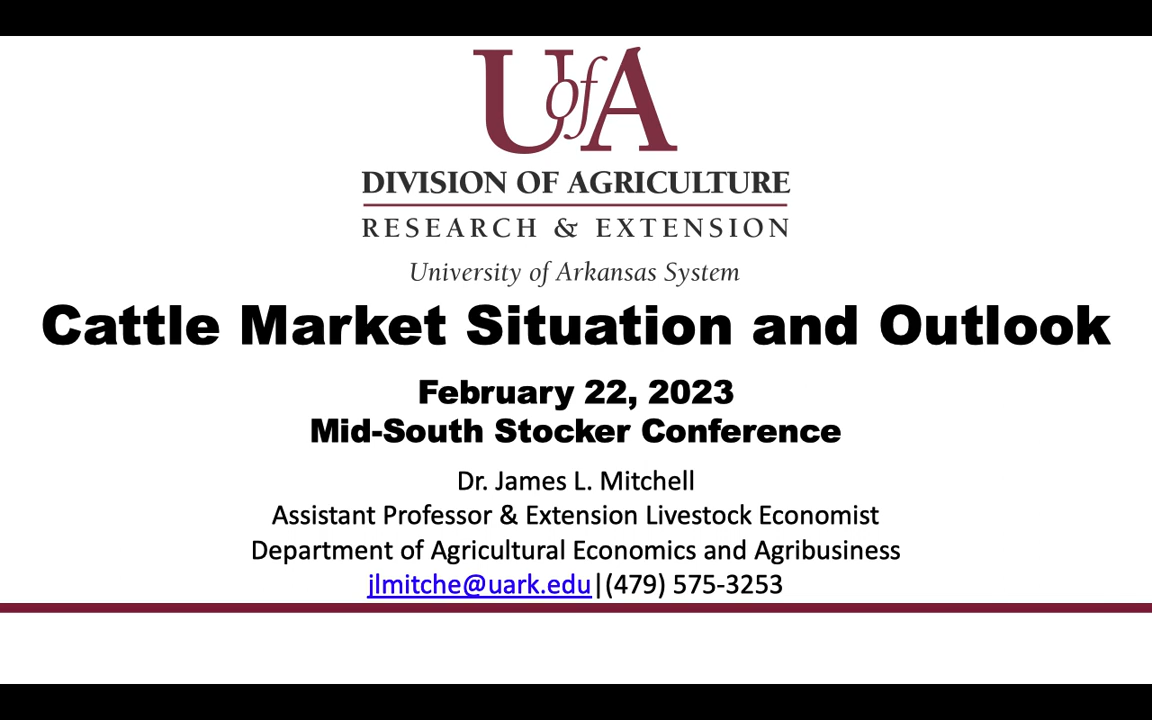 UofA
DIVISION OF AGRICULTURE
RESEARCH & EXTENSION
University of Arkansas System
Cattle Market Situation and Outlook
February 22, 2023
Mid-South Stocker Conference
Dr. James L. Mitchell
Assistant Professor & Extension Livestock Economist
Department of Agricultural Economics and Agribusiness
jlmitche@uark.edu|(479) 575-3253